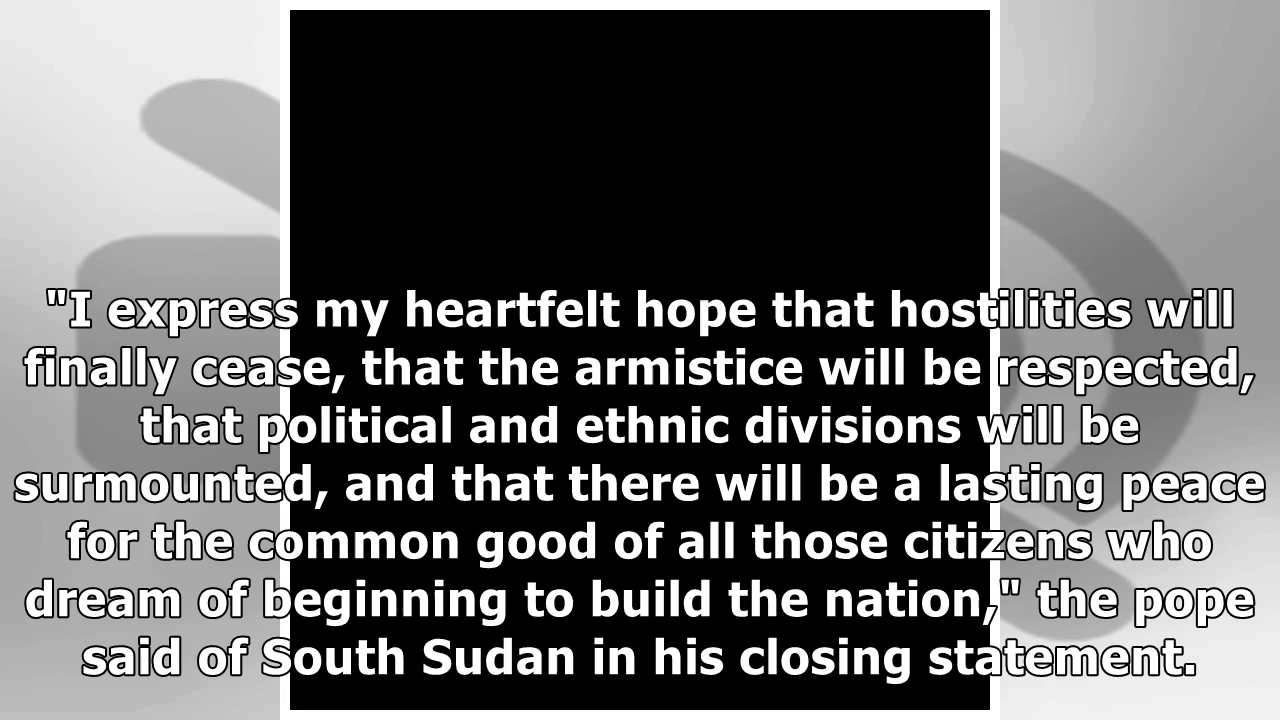 "I express my heartfelt hope that hostilities will
finally cease, that the armistice will be respected,
that political and ethnic divisions will be
surmounted, and that there will be a lasting peace
for the common good of all those citizens who
dream of beginning to build the nation," the pope
said of South Sudan in his closing statement.